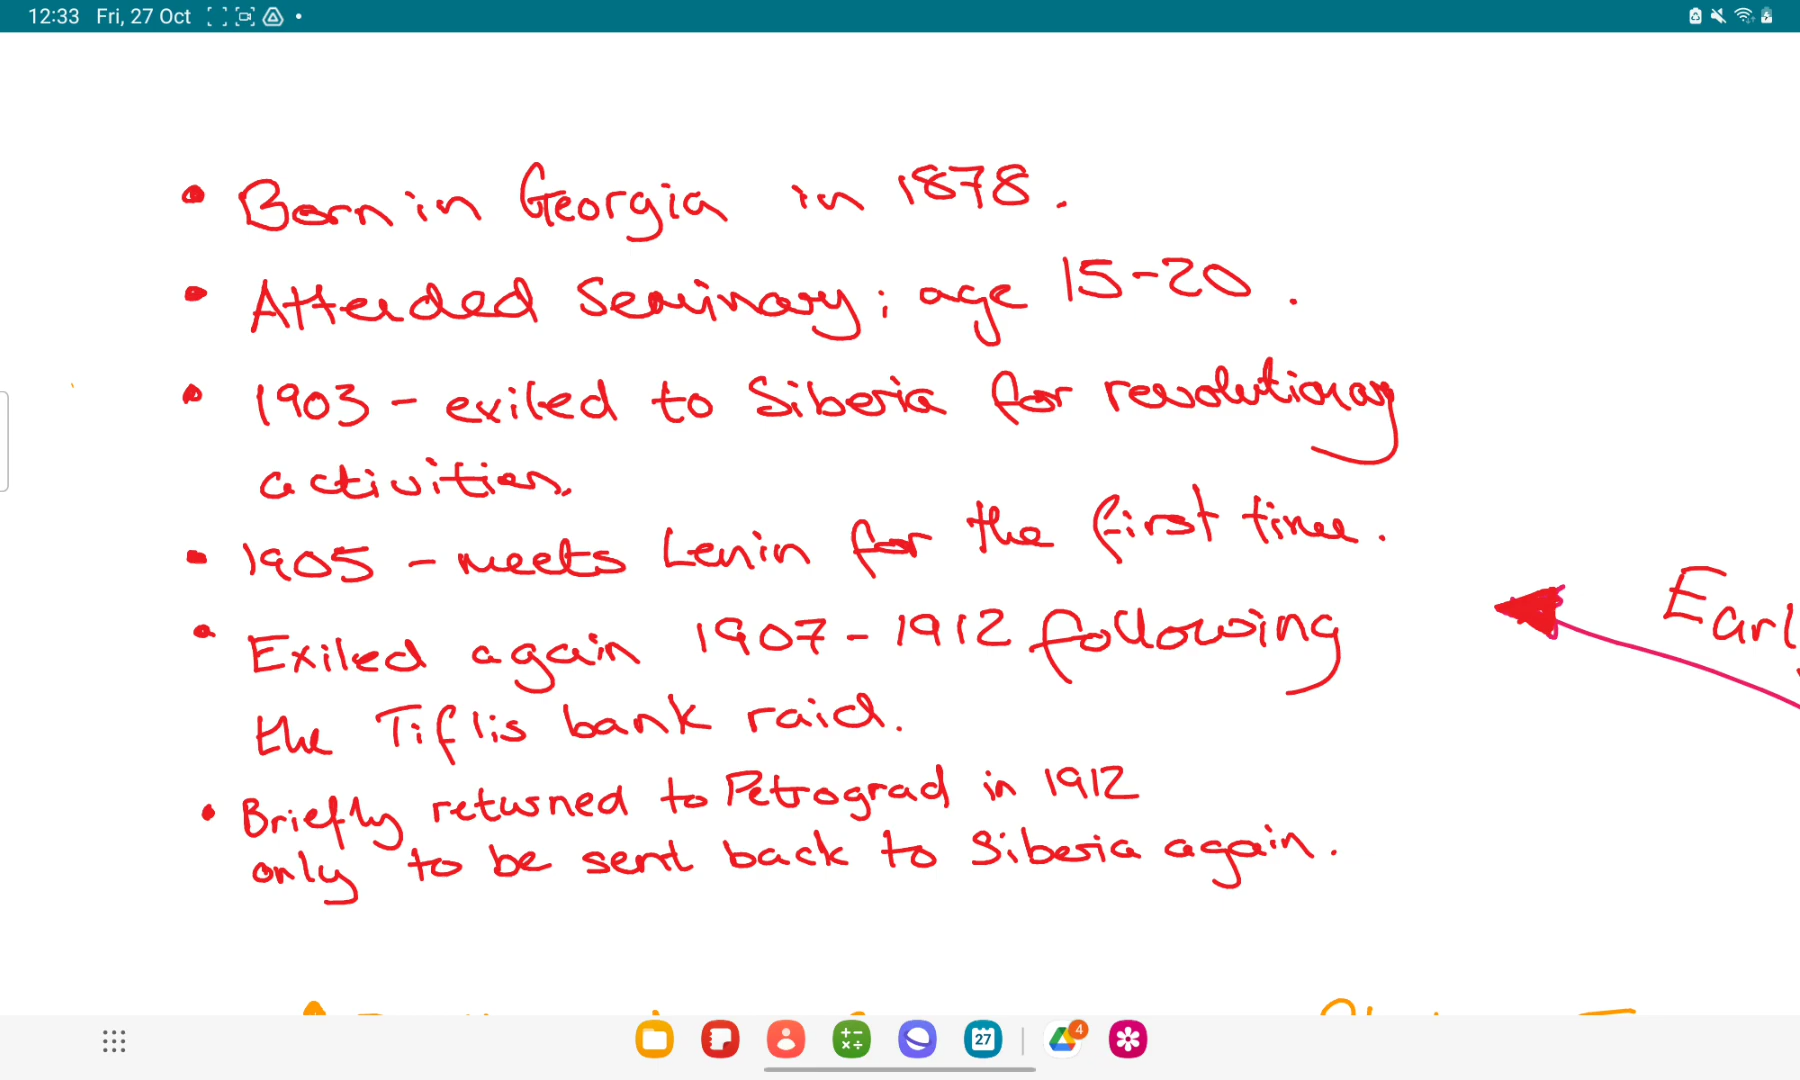 12:33 Fri, 27 Oct
• Born in Georgia in 1878.
• Attended Seminary; age 15-20.
• 1903 - exiled to Siberia for revolutionary
activities.
• 1905 - meets Lenin for the first time.
• Exiled again 1907 - 1912 following
the Tiflis bank raid.
• Briefly returned to Petrograd in 1912
only to be sent back to Siberia again.
Earl
27
4